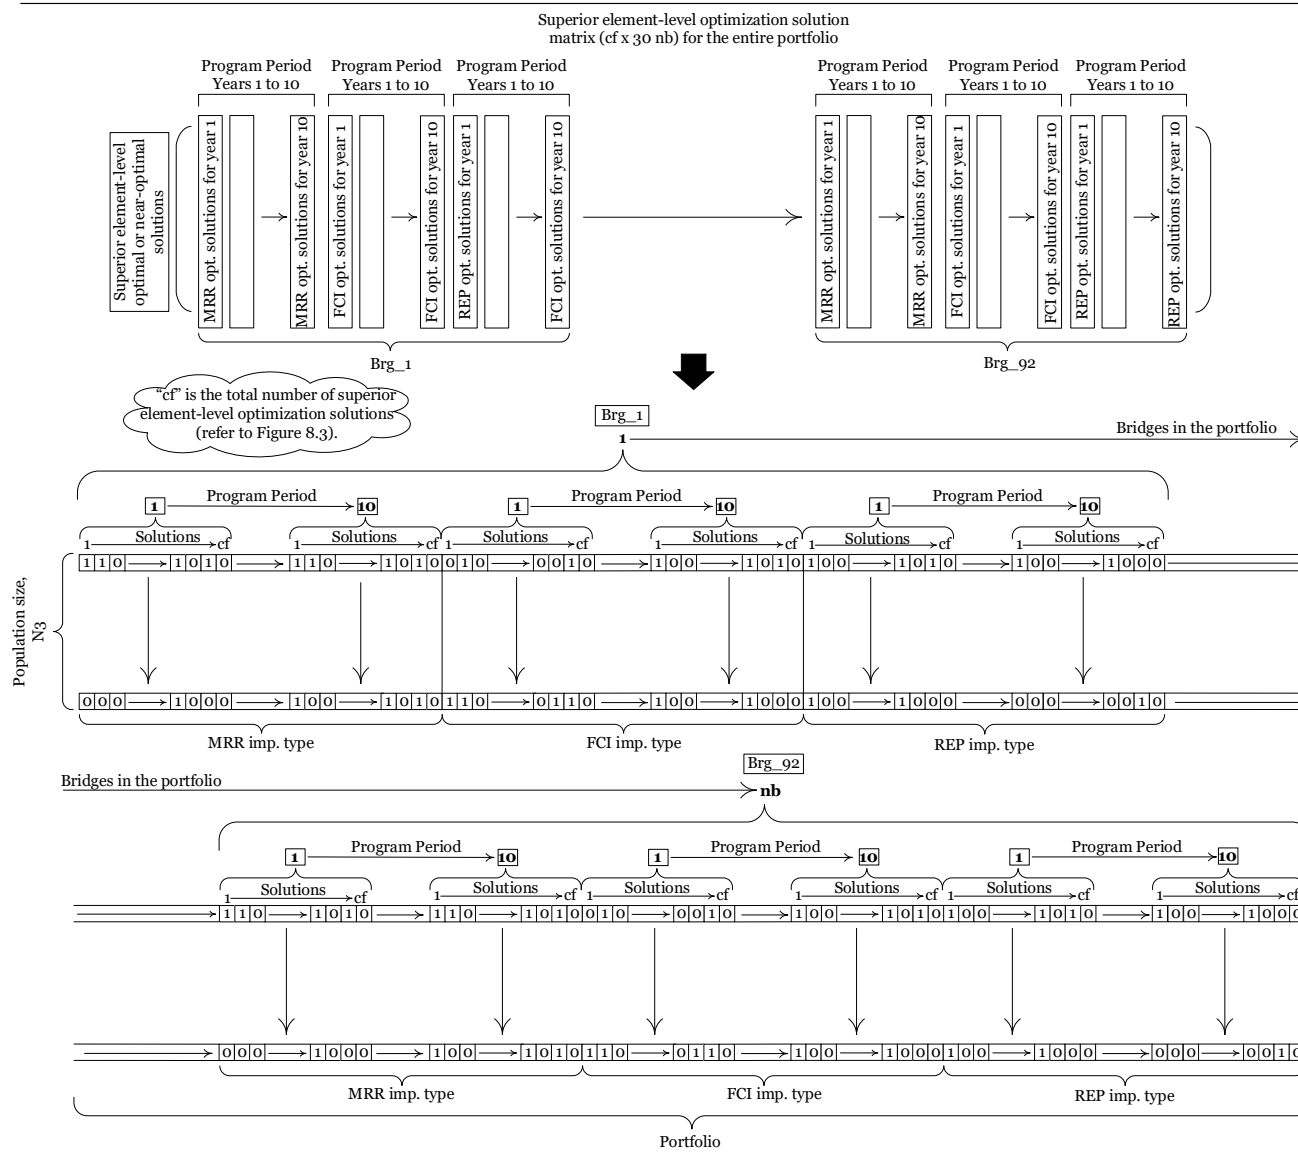 Superior element-level optimization solution
matrix (cf x 30 nb) for the entire portfolio
Program Period Program Period Program Period Program Period Program Period Program Period
Years 1 to 10 Years 1 to 10 Years 1 to 10 Years 1 to 10 Years 1 to 10 Years 1 to 10
Superior element-level
optimal or near-optimal
solutions
MRR opt. solutions for year 1
MRR opt. solutions for year 10
FCI opt. solutions for year 1
FCI opt. solutions for year 10
REP opt. solutions for year 1
FCI opt. solutions for year 10
MRR opt. solutions for year 1
MRR opt. solutions for year 10
FCI opt. solutions for year 1
FCI opt. solutions for year 10
REP opt. solutions for year 1
REP opt. solutions for year 10
Brg_1 Brg_92
“cf” is the total number of superior
element-level optimization solutions
(refer to Figure 8.3).
Brg_1
1 Bridges in the portfolio
1 Program Period 10 1 Program Period 10 1 Program Period 10
1 Solutions cf 1 Solutions cf 1 Solutions cf 1 Solutions cf 1 Solutions cf 1 Solutions cf
1 1 0 1 0 1 0 1 1 0 1 0 1 0 0 1 0 0 0 1 0 1 0 0 1 0 1 0 1 0 0 1 0 1 0 1 0 0 1 0 0 0
Population size,
N3
0 0 0 1 0 0 0 1 0 0 1 0 1 0 1 1 0 0 1 1 0 1 0 0 1 0 0 0 1 0 0 1 0 0 0 0 0 0 0 0 1 0
MRR imp. type FCI imp. type REP imp. type
Brg_92
Bridges in the portfolio nb
1 Program Period 10 1 Program Period 10 1 Program Period 10
1 Solutions cf 1 Solutions cf 1 Solutions cf 1 Solutions cf 1 Solutions cf 1 Solutions cf
1 1 0 1 0 1 0 1 1 0 1 0 1 0 0 1 0 0 0 1 0 1 0 0 1 0 1 0 1 0 0 1 0 1 0 1 0 0 1 0 0 0
0 0 0 1 0 0 0 1 0 0 1 0 1 0 1 1 0 0 1 1 0 1 0 0 1 0 0 0 1 0 0 1 0 0 0 0 0 0 0 0 1 0
MRR imp. type FCI imp. type REP imp. type
Portfolio